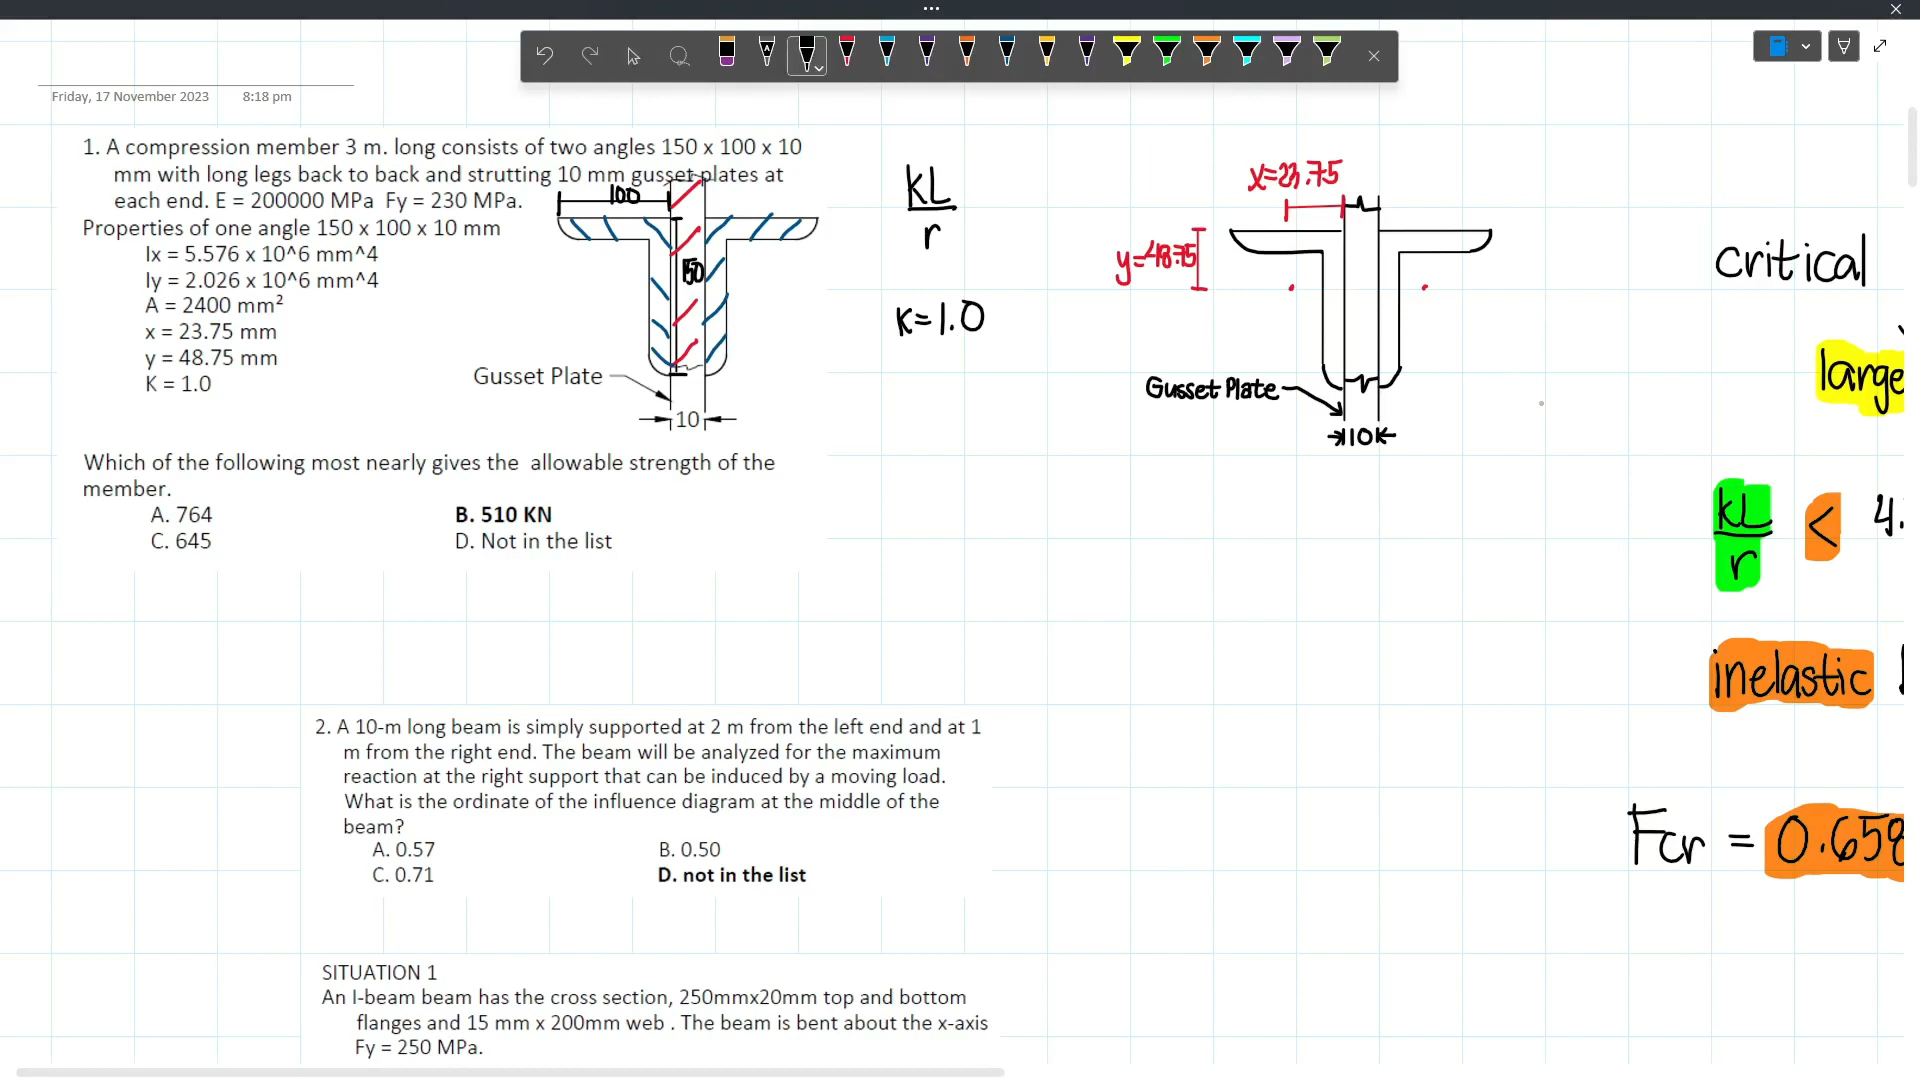 Friday, 17 November 2023 8:18 pm
1. A compression member 3 m. long consists of two angles 150 x 100 x 10
mm with long legs back to back and strutting 10 mm gusset plates at
each end. E = 200000 MPa Fy = 230 MPa.
Properties of one angle 150 x 100 x 10 mm
Ix = 5.576 x 10^6 mm^4
Iy = 2.026 x 10^6 mm^4
A = 2400 mm²
x = 23.75 mm
y = 48.75 mm
K = 1.0
100
150
Gusset Plate
10
Which of the following most nearly gives the allowable strength of the
member.
A. 764 B. 510 KN
C. 645 D. Not in the list
KL
r
K=1.0
x=23.75
y=48.75
Gusset Plate
10
critical
large
KL
r
< 4.
inelastic
Fcr = 0.658
2. A 10-m long beam is simply supported at 2 m from the left end and at 1
m from the right end. The beam will be analyzed for the maximum
reaction at the right support that can be induced by a moving load.
What is the ordinate of the influence diagram at the middle of the
beam?
A. 0.57 B. 0.50
C. 0.71 D. not in the list
SITUATION 1
An I-beam beam has the cross section, 250mmx20mm top and bottom
flanges and 15 mm x 200mm web . The beam is bent about the x-axis
Fy = 250 MPa.